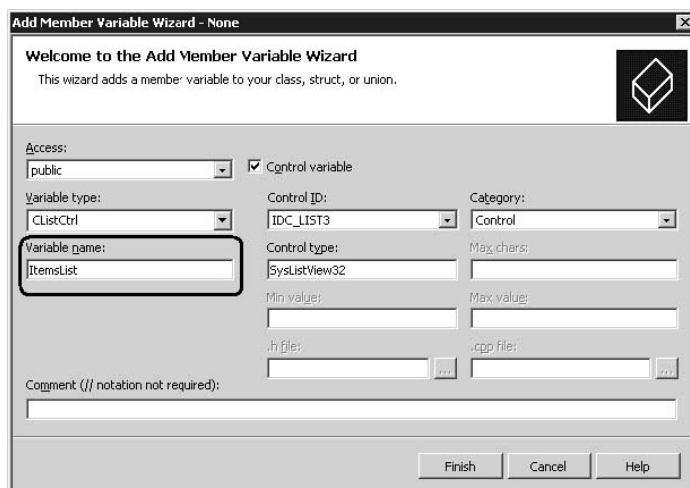 Add Member Variable Wizard - None
Welcome to the Add Member Variable Wizard
This wizard adds a member variable to your class, struct, or union.
Access:
public
Control variable
Variable type:
Control ID:
Category:
CListCtrl
IDC_LIST3
Control
Variable name:
Control type:
Max chars:
ItemsList
SysListView32
Min value:
Max value:
.h file:
.cpp file:
...
...
Comment (// notation not required):
Finish
Cancel
Help